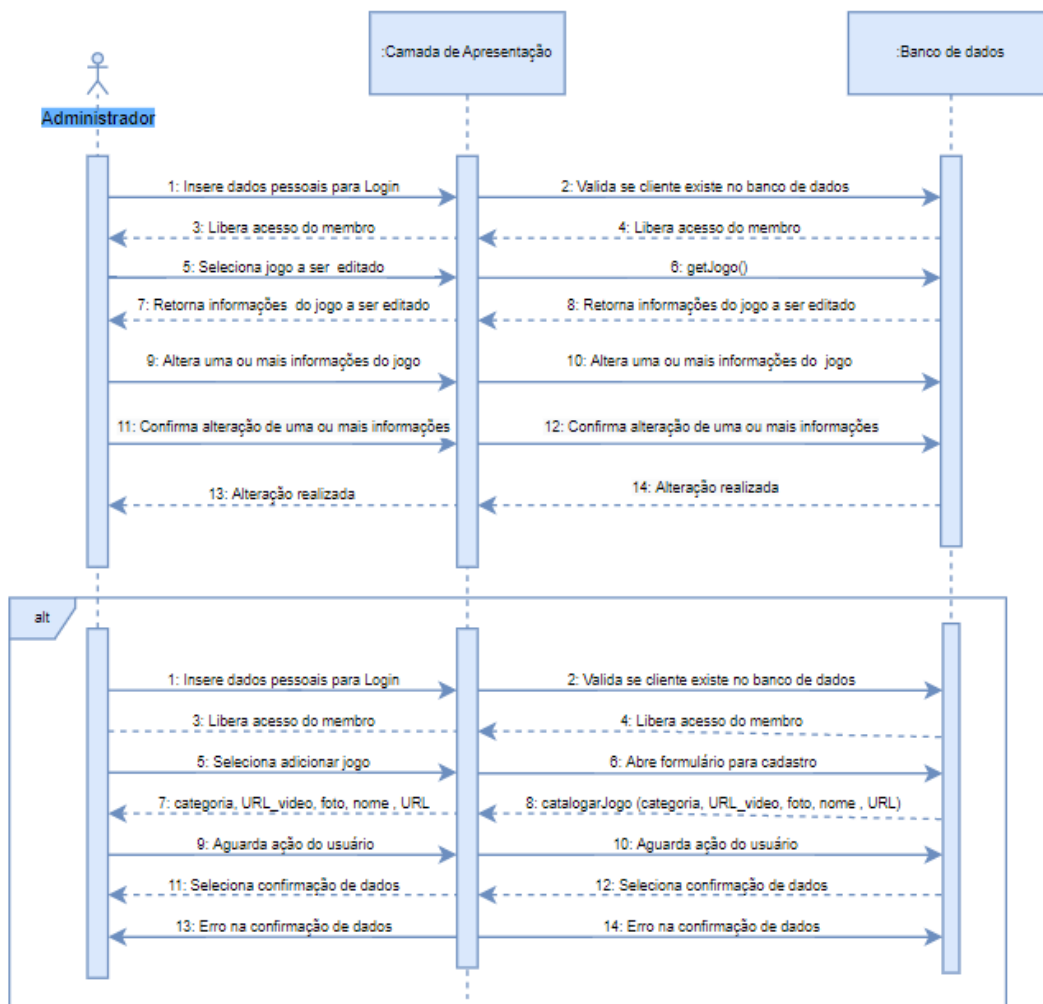 :Camada de Apresentação
:Banco de dados
Administrador
1: Insere dados pessoais para Login
2: Valida se cliente existe no banco de dados
3: Libera acesso do membro
4: Libera acesso do membro
5: Seleciona jogo a ser editado
6: getJogo()
7: Retorna informações do jogo a ser editado
8: Retorna informações do jogo a ser editado
9: Altera uma ou mais informações do jogo
10: Altera uma ou mais informações do jogo
11: Confirma alteração de uma ou mais informações
12: Confirma alteração de uma ou mais informações
13: Alteração realizada
14: Alteração realizada
alt
1: Insere dados pessoais para Login
2: Valida se cliente existe no banco de dados
3: Libera acesso do membro
4: Libera acesso do membro
5: Seleciona adicionar jogo
6: Abre formulário para cadastro
7: categoria, URL_video, foto, nome , URL
8: catalogarJogo (categoria, URL_video, foto, nome , URL)
9: Aguarda ação do usuário
10: Aguarda ação do usuário
11: Seleciona confirmação de dados
12: Seleciona confirmação de dados
13: Erro na confirmação de dados
14: Erro na confirmação de dados